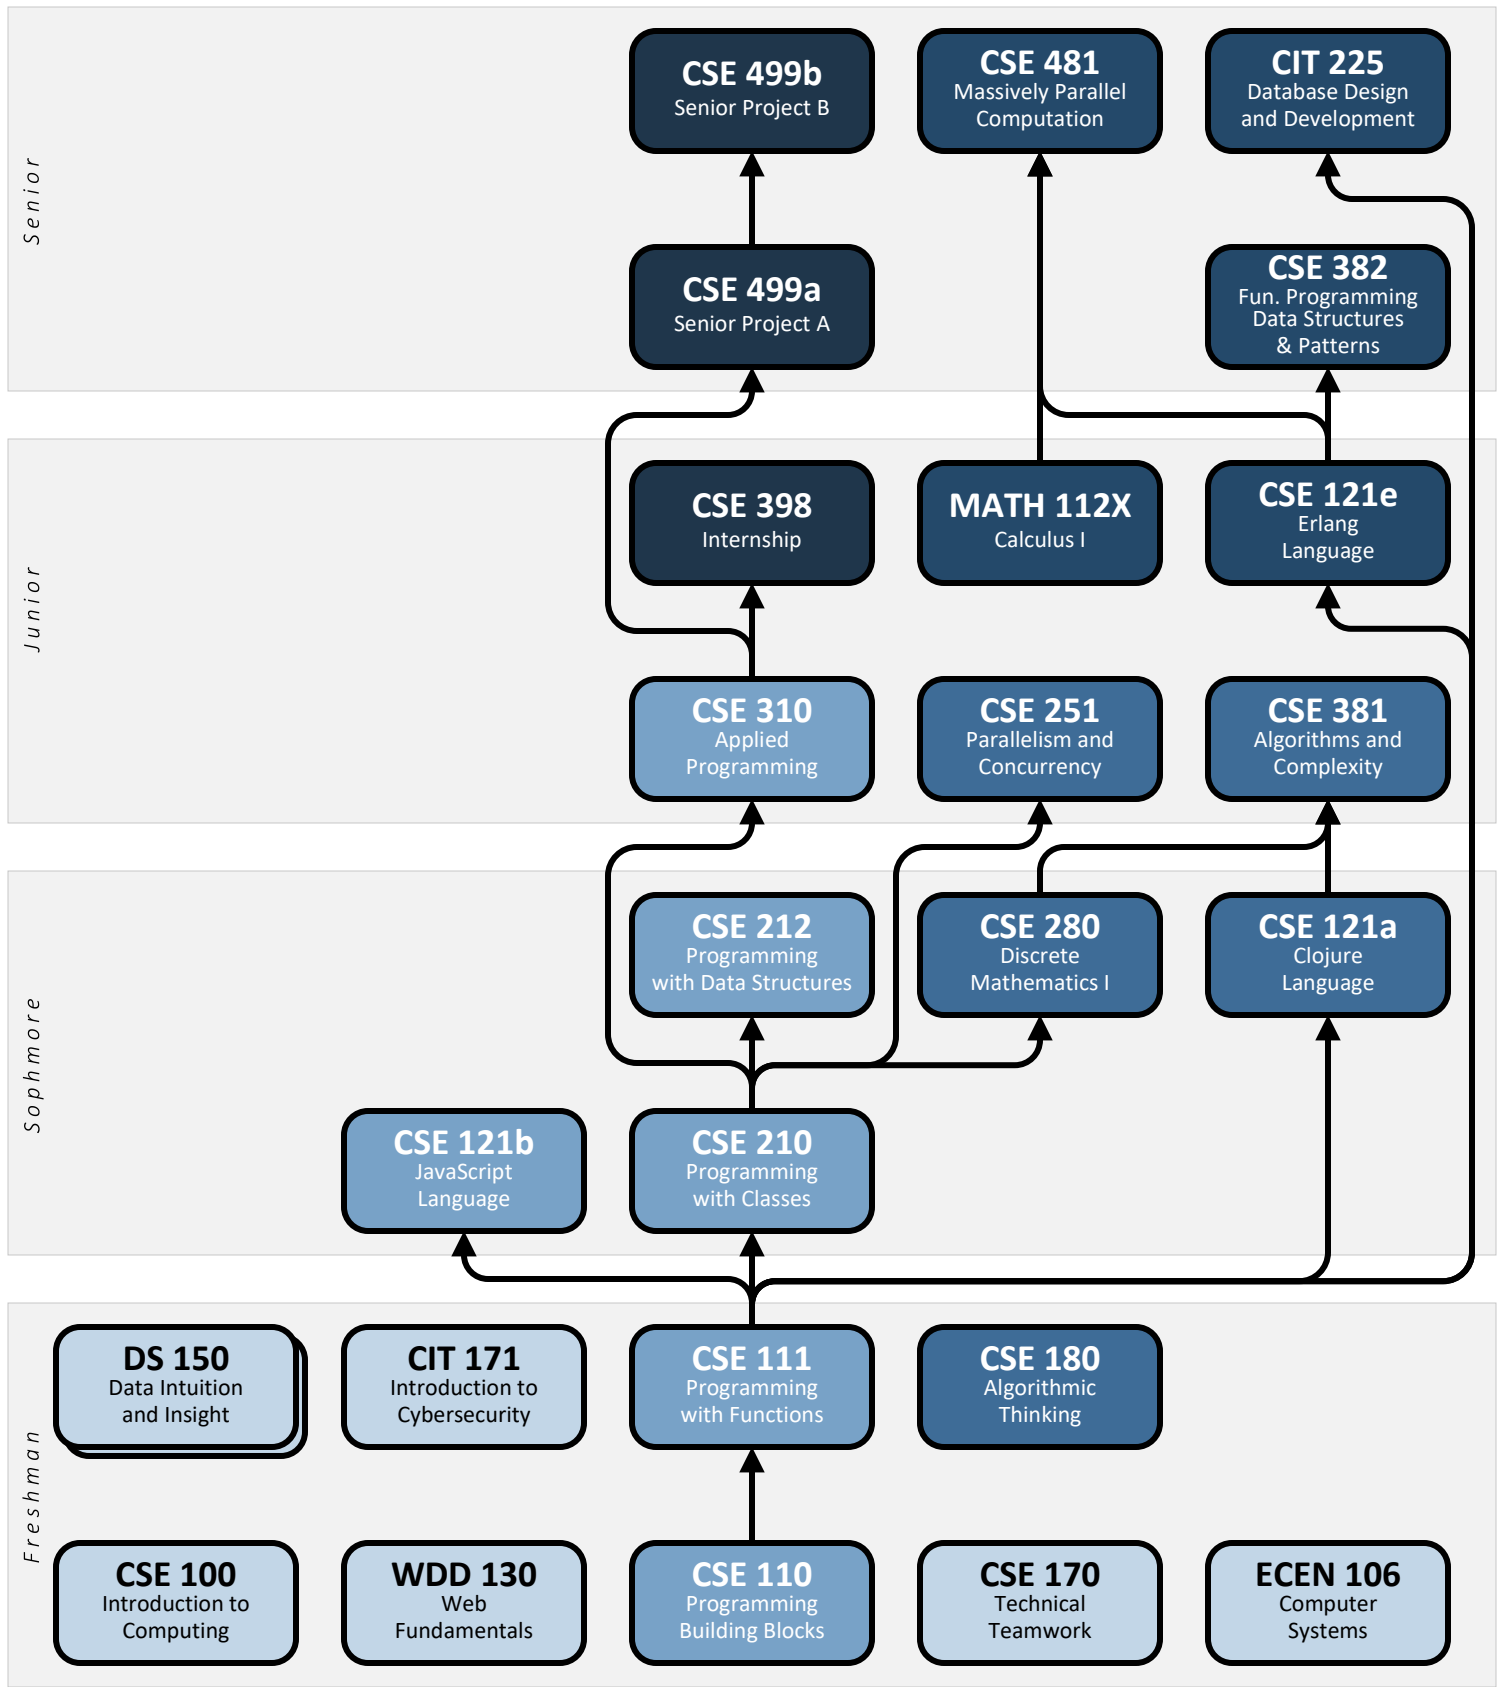 Senior
CSE 499b
Senior Project B
CSE 481
Massively Parallel
Computation
CIT 225
Database Design
and Development
CSE 499a
Senior Project A
CSE 382
Fun. Programming
Data Structures
& Patterns
Junior
CSE 398
Internship
MATH 112X
Calculus I
CSE 121e
Erlang
Language
CSE 310
Applied
Programming
CSE 251
Parallelism and
Concurrency
CSE 381
Algorithms and
Complexity
Sophmore
CSE 212
Programming
with Data Structures
CSE 280
Discrete
Mathematics I
CSE 121a
Clojure
Language
CSE 121b
JavaScript
Language
CSE 210
Programming
with Classes
Freshman
DS 150
Data Intuition
and Insight
CIT 171
Introduction to
Cybersecurity
CSE 111
Programming
with Functions
CSE 180
Algorithmic
Thinking
CSE 100
Introduction to
Computing
WDD 130
Web
Fundamentals
CSE 110
Programming
Building Blocks
CSE 170
Technical
Teamwork
ECEN 106
Computer
Systems